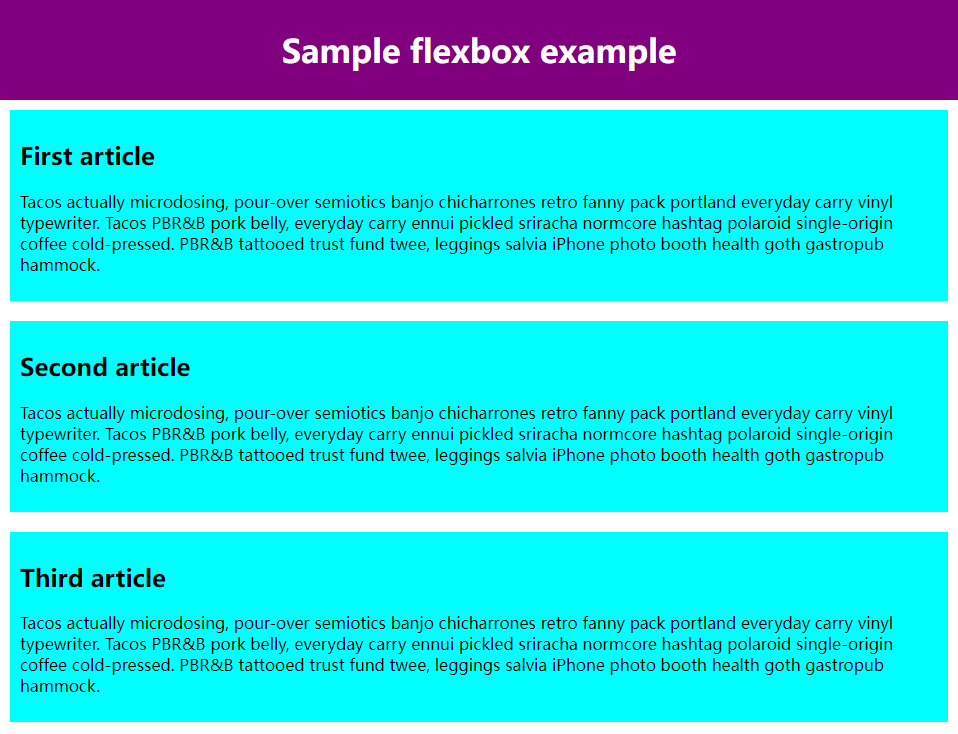 Sample flexbox example
First article
Tacos actually microdosing, pour-over semiotics banjo chicharrones retro fanny pack portland everyday carry vinyl
typewriter. Tacos PBR&B pork belly, everyday carry ennui pickled sriracha normcore hashtag polaroid single-origin
coffee cold-pressed. PBR&B tattooed trust fund twee, leggings salvia iPhone photo booth health goth gastropub
hammock.
Second article
Tacos actually microdosing, pour-over semiotics banjo chicharrones retro fanny pack portland everyday carry vinyl
typewriter. Tacos PBR&B pork belly, everyday carry ennui pickled sriracha normcore hashtag polaroid single-origin
coffee cold-pressed. PBR&B tattooed trust fund twee, leggings salvia iPhone photo booth health goth gastropub
hammock.
Third article
Tacos actually microdosing, pour-over semiotics banjo chicharrones retro fanny pack portland everyday carry vinyl
typewriter. Tacos PBR&B pork belly, everyday carry ennui pickled sriracha normcore hashtag polaroid single-origin
coffee cold-pressed. PBR&B tattooed trust fund twee, leggings salvia iPhone photo booth health goth gastropub
hammock.